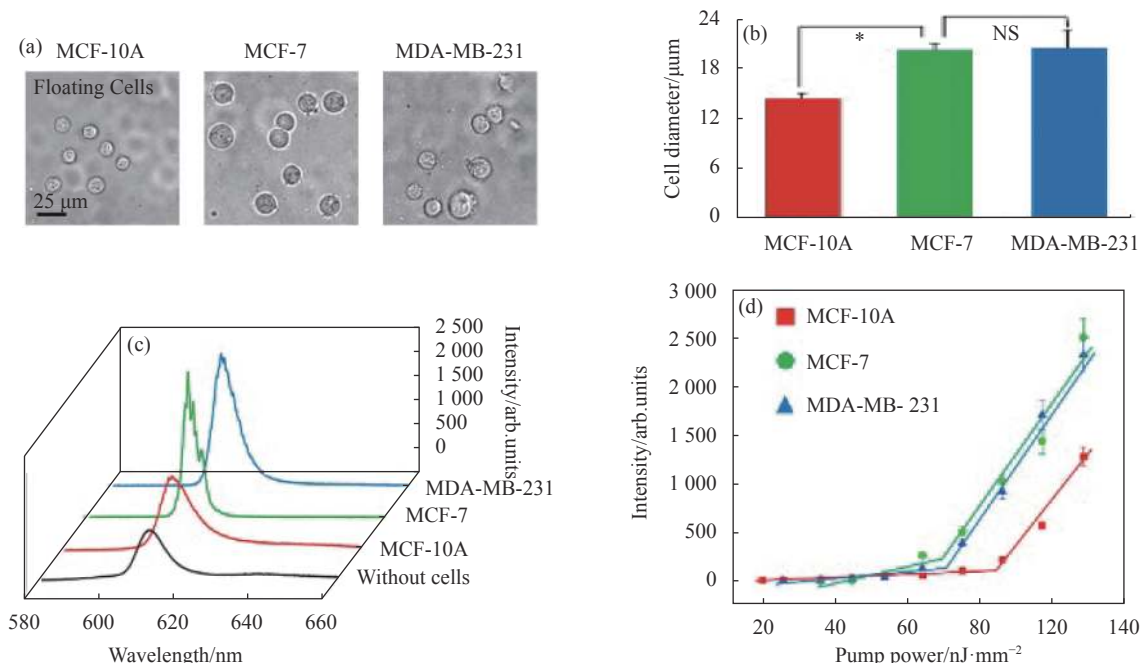 (a)
MCF-10A
MCF-7
MDA-MB-231
Floating Cells
25 μm
(b)
24
18
12
6
0
Cell diameter/μum
*
NS
MCF-10A
MCF-7
MDA-MB-231
(c)
2 500
2 000
1 500
1 000
500
0
Intensity/arb.units
MDA-MB-231
MCF-7
MCF-10A
Without cells
580
600
620
640
660
Wavelength/nm
(d)
MCF-10A
MCF-7
MDA-MB- 231
3 000
2 500
2 000
1 500
1 000
500
0
Intensity/arb.units
20
40
60
80
100
120
140
Pump power/nJ·mm⁻²